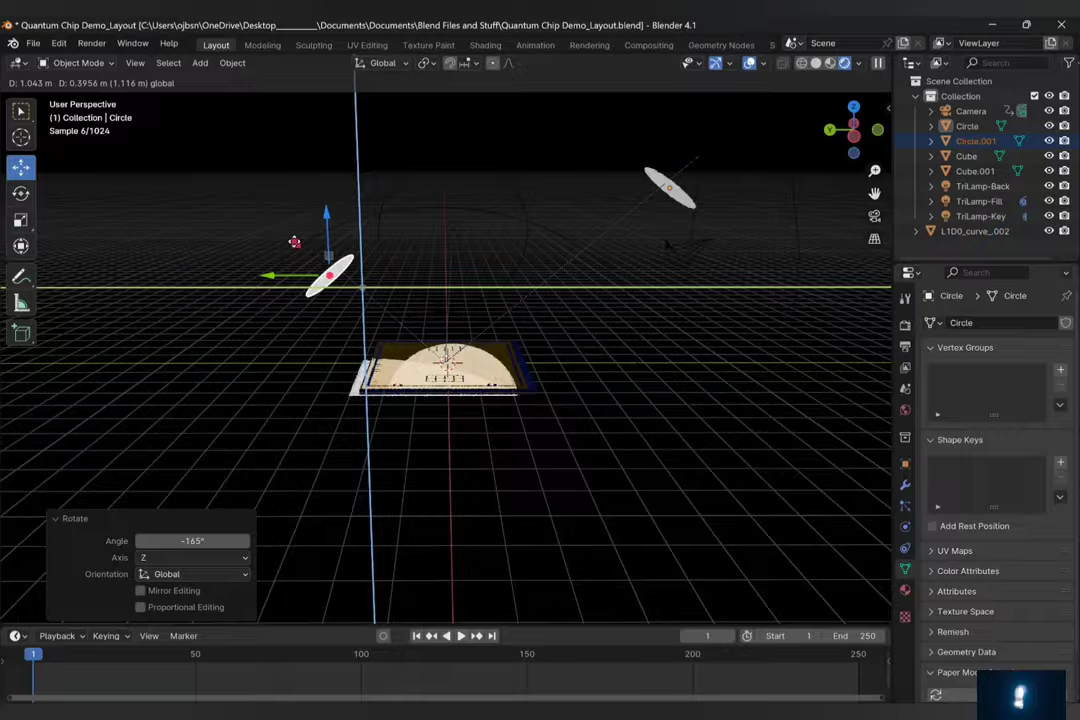 * Quantum Chip Demo_Layout [C:\Users\ojbsn\OneDrive\Desktop_________\Documents\Documents\Blend Files and Stuff\Quantum Chip Demo_Layout.blend] - Blender 4.1
File Edit Render Window Help Layout Modeling Sculpting UV Editing Texture Paint Shading Animation Rendering Compositing Geometry Nodes S Scene ViewLayer
Object Mode View Select Add Object Global Search
D: 1.043 m D: 0.3956 m (1.116 m) global
User Perspective
(1) Collection | Circle
Sample 6/1024
Z
Y
Scene Collection
Collection
Camera
Circle
Circle.001
Cube
Cube.001
TriLamp-Back
TriLamp-Fill
TriLamp-Key
L1D0_curve_002
Search
Circle > Circle
Circle
Vertex Groups
Shape Keys
Add Rest Position
UV Maps
Color Attributes
Attributes
Texture Space
Remesh
Geometry Data
Rotate
Angle -165°
Axis Z
Orientation Global
Mirror Editing
Proportional Editing
Playback Keying View Marker 1 Start 1 End 250
1 50 100 150 200 250